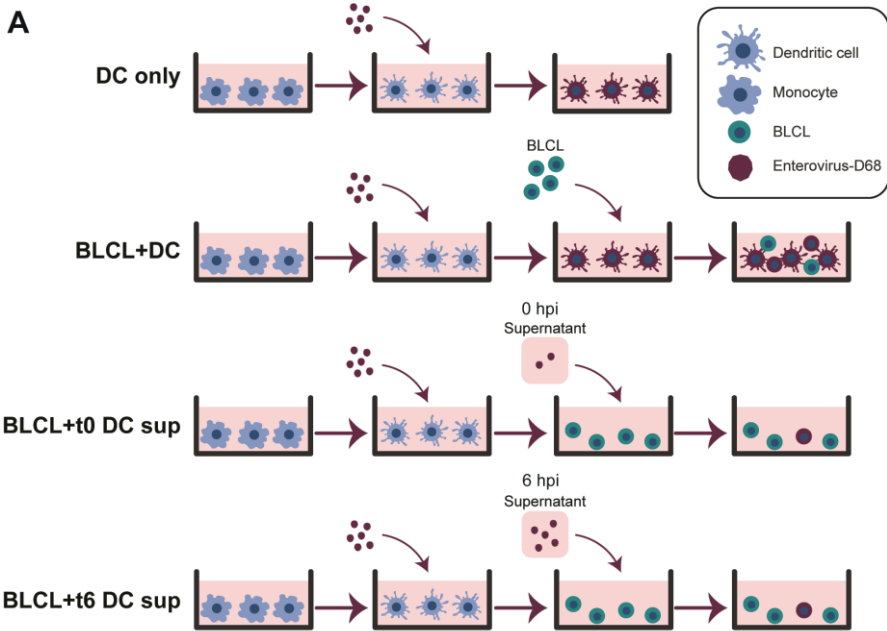 A
DC only
Dendritic cell
Monocyte
BLCL
Enterovirus-D68
BLCL
BLCL+DC
0 hpi
Supernatant
BLCL+t0 DC sup
6 hpi
Supernatant
BLCL+t6 DC sup